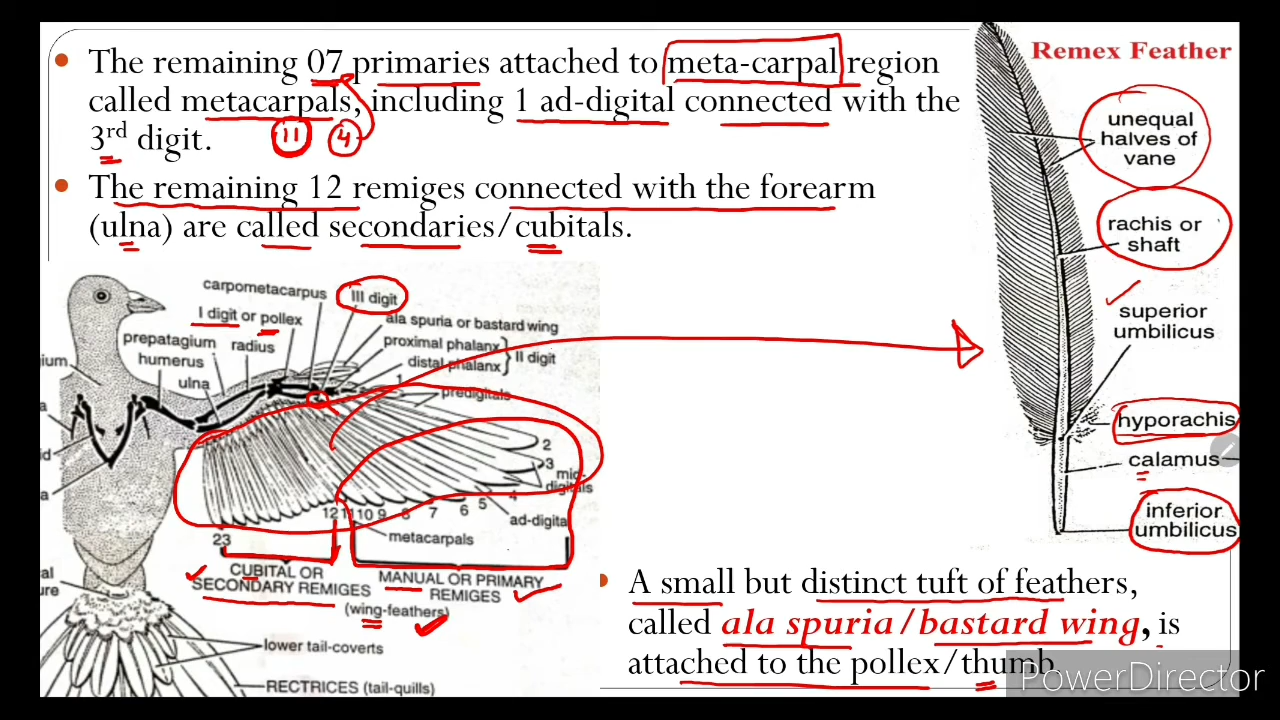 The remaining 07 primaries attached to meta-carpal region
called metacarpals, including 1 ad-digital connected with the
3rd digit.
11 4
The remaining 12 remiges connected with the forearm
(ulna) are called secondaries/cubitals.
Remex Feather
unequal
halves of
vane
rachis or
shaft
superior
umbilicus
hyporachis
calamus
inferior
umbilicus
carpometacarpus
III digit
I digit or pollex
ala spuria or bastard wing
prepatagium radius
proximal phalanx
II digit
humerus
distal phalanx
ulna
1
predigitals
2
3
mid-
digitals
4
5
6
7
8
9
10
11
12
23
ad-digital
metacarpals
CUBITAL OR
SECONDARY REMIGES
MANUAL OR PRIMARY
REMIGES
(wing-feathers)
lower tail-coverts
RECTRICES (tail-quills)
A small but distinct tuft of feathers,
called ala spuria/bastard wing, is
attached to the pollex/thumb
PowerDirector